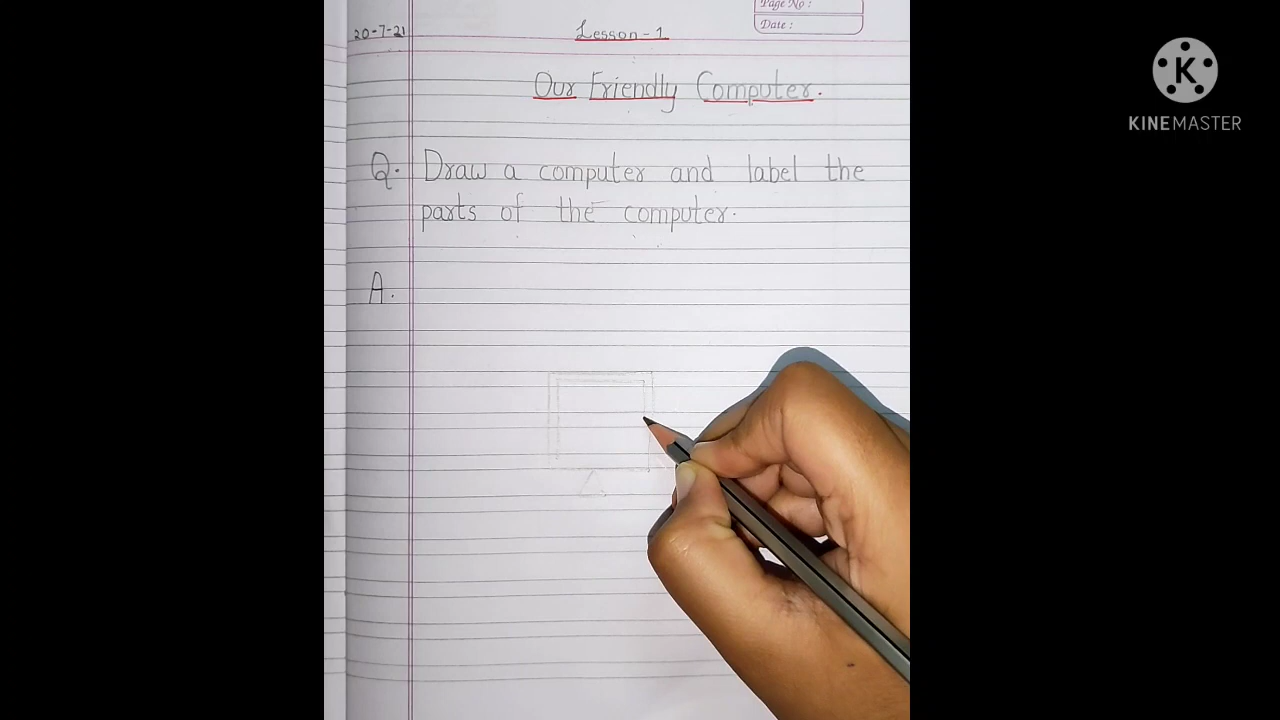 Page No :
Date :
20-7-21
Lesson - 1
Our Friendly Computer.
Q. Draw a computer and label the
parts of the computer.
A.
K
KINEMASTER